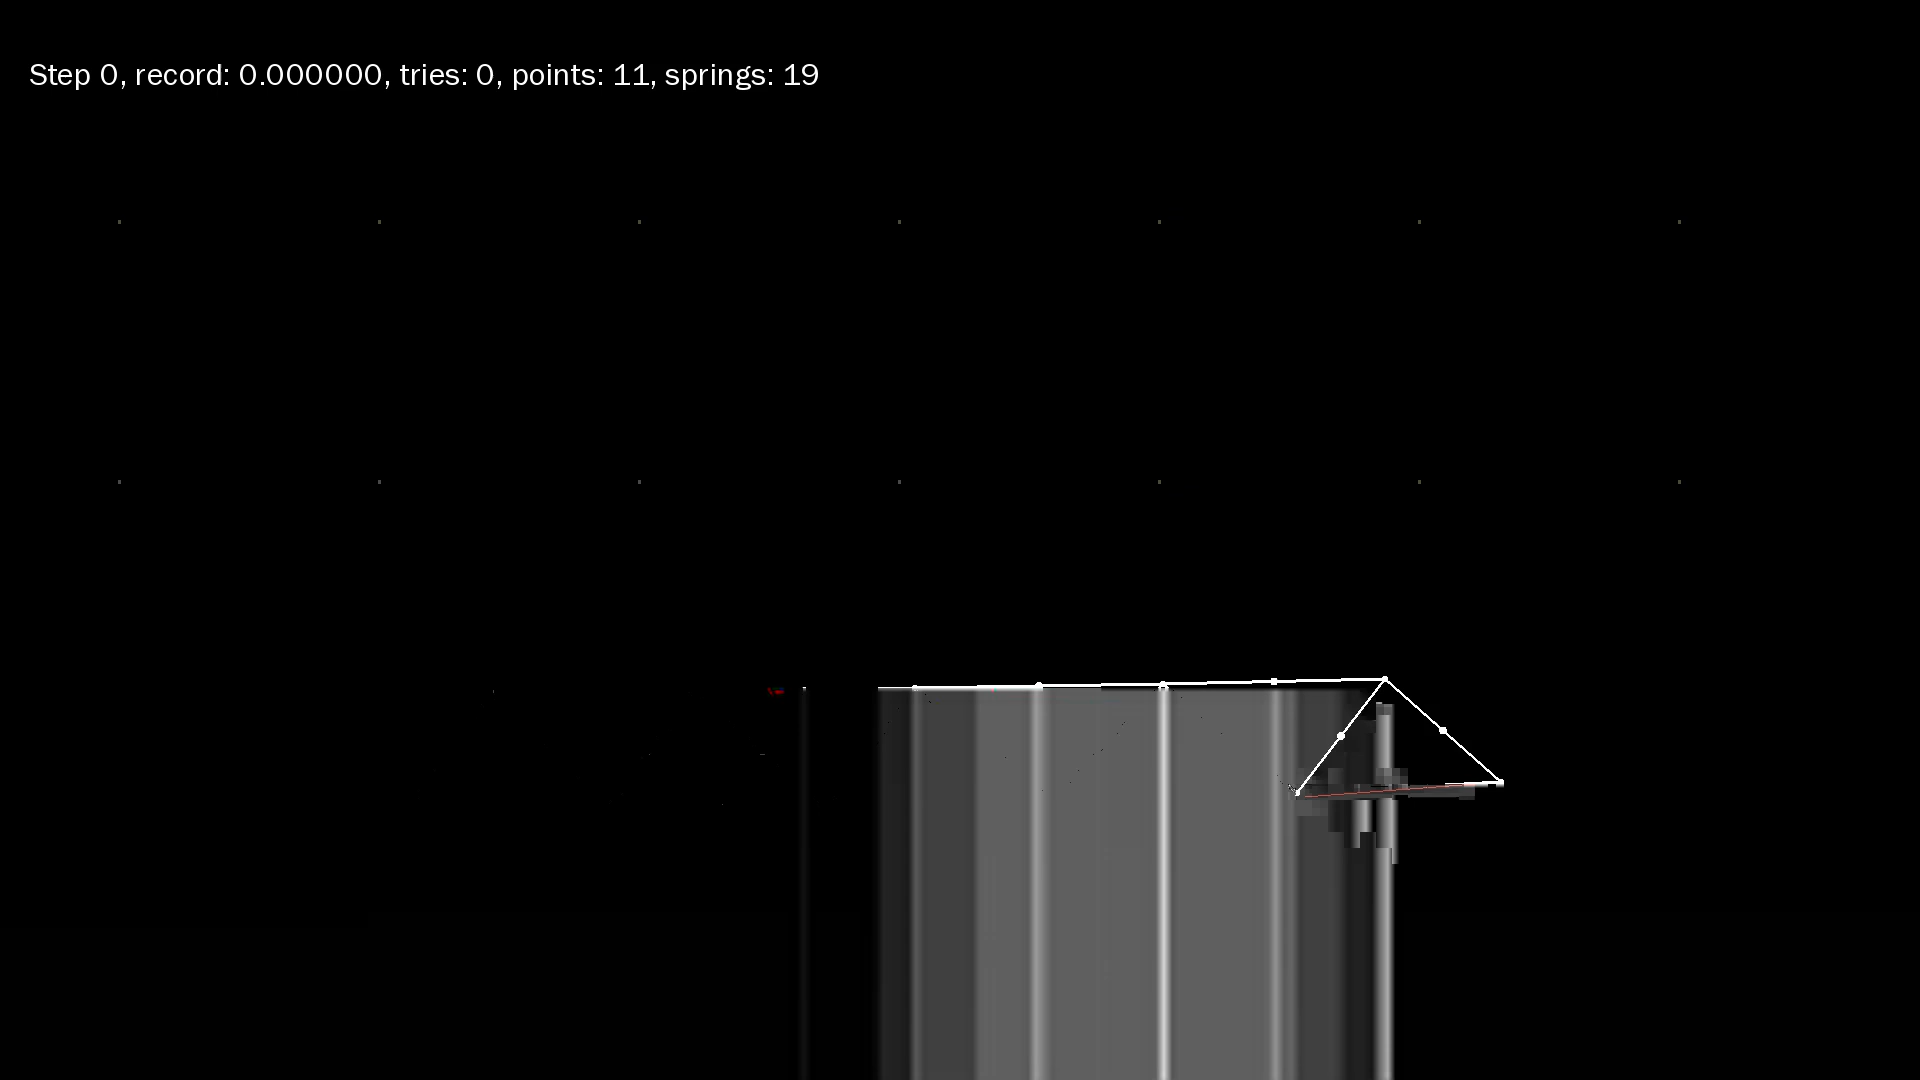 Step 0, record: 0.000000, tries: 0, points: 11, springs: 19